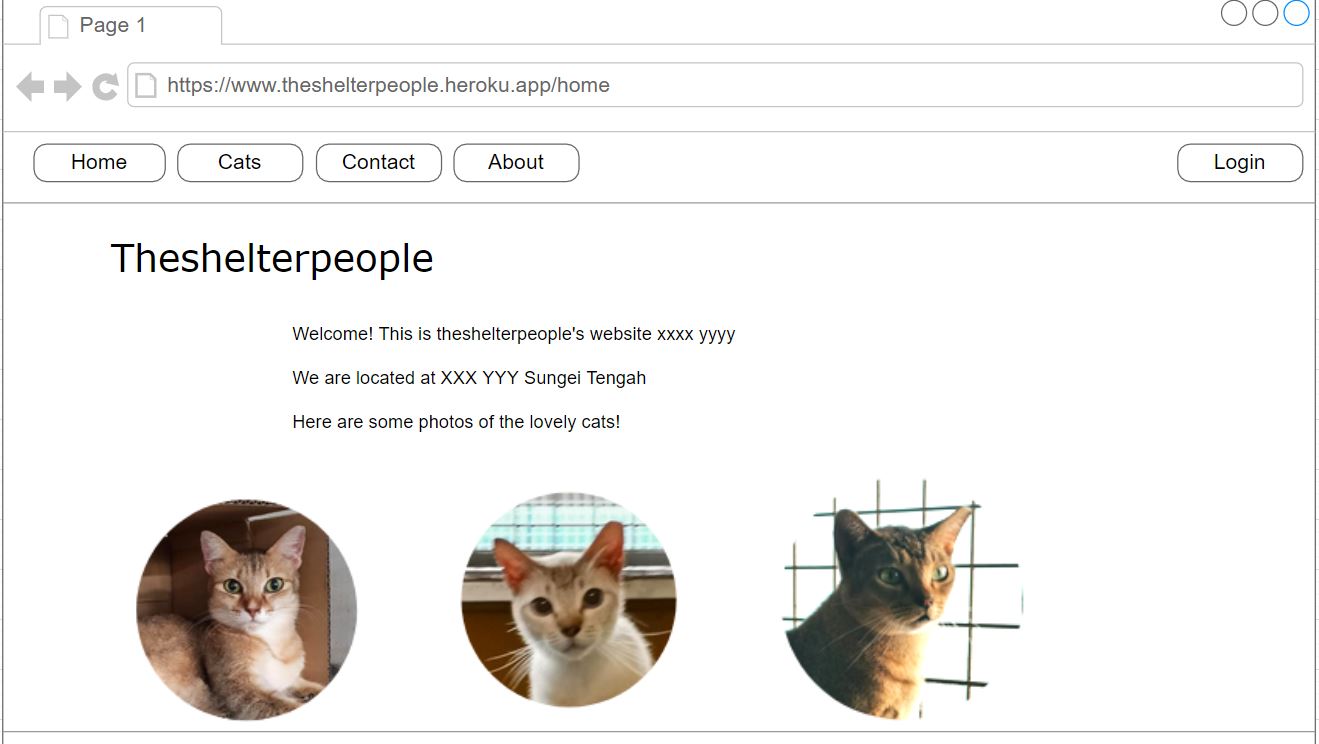 Page 1
https://www.theshelterpeople.heroku.app/home
Home Cats Contact About Login
Theshelterpeople
Welcome! This is theshelterpeople's website xxxx yyyy
We are located at XXX YYY Sungei Tengah
Here are some photos of the lovely cats!